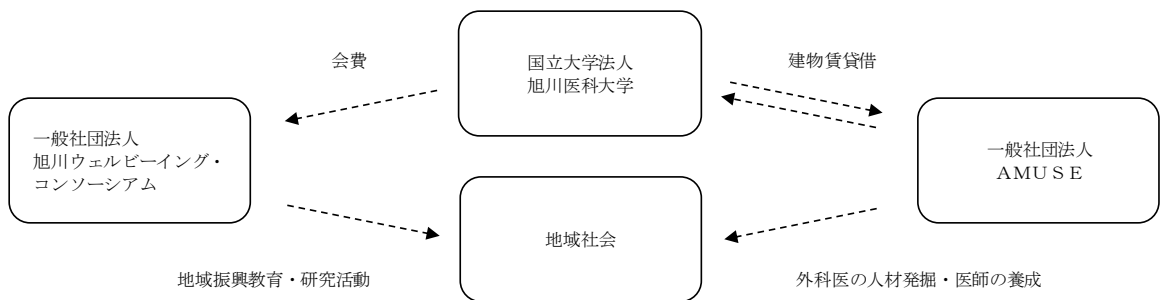 会費
国立大学法人
旭川医科大学
建物賃貸借
一般社団法人
旭川ウェルビーイング・
コンソーシアム
一般社団法人
ＡＭＵＳＥ
地域社会
地域振興教育・研究活動
外科医の人材発掘・医師の養成